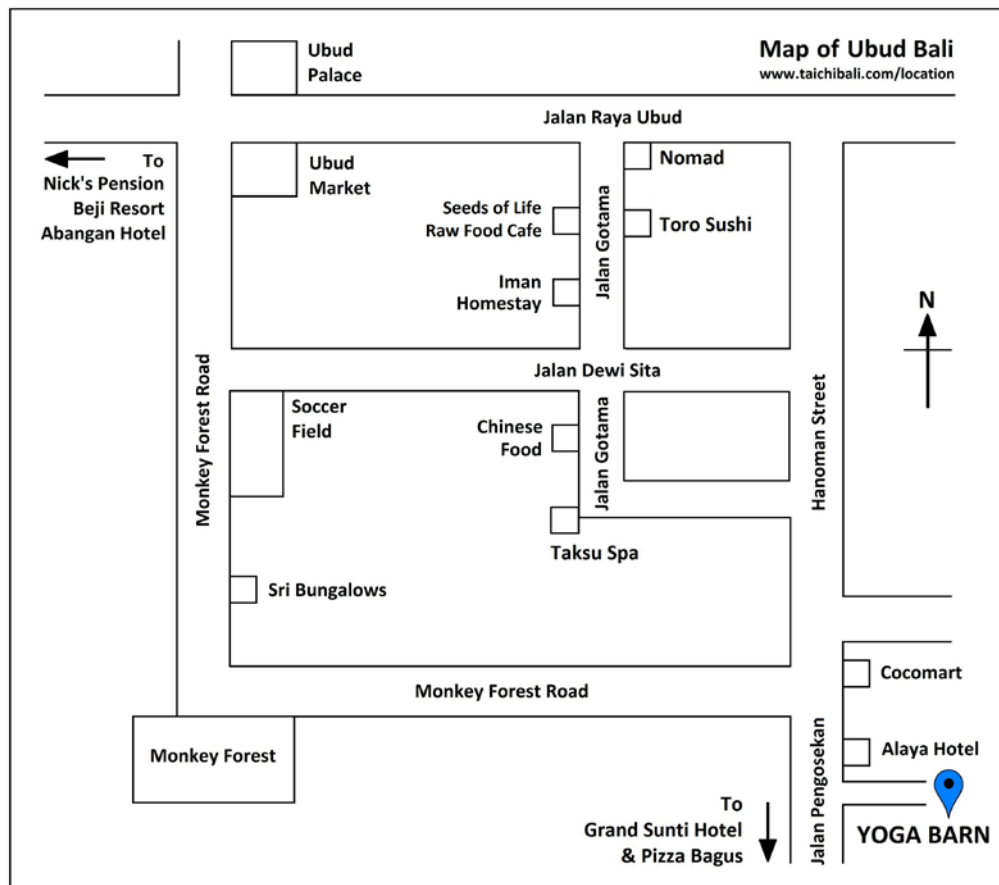 Ubud
Palace
Map of Ubud Bali
www.taichibali.com/location
Jalan Raya Ubud
To
Nick's Pension
Beji Resort
Abangan Hotel
Ubud
Market
Nomad
Seeds of Life
Raw Food Cafe
Jalan Gotama
Toro Sushi
Iman
Homestay
N
Jalan Dewi Sita
Monkey Forest Road
Soccer
Field
Chinese
Food
Jalan Gotama
Hanoman Street
Taksu Spa
Sri Bungalows
Monkey Forest Road
Cocomart
Monkey Forest
Alaya Hotel
Jalan Pengosekan
To
Grand Sunti Hotel
& Pizza Bagus
YOGA BARN